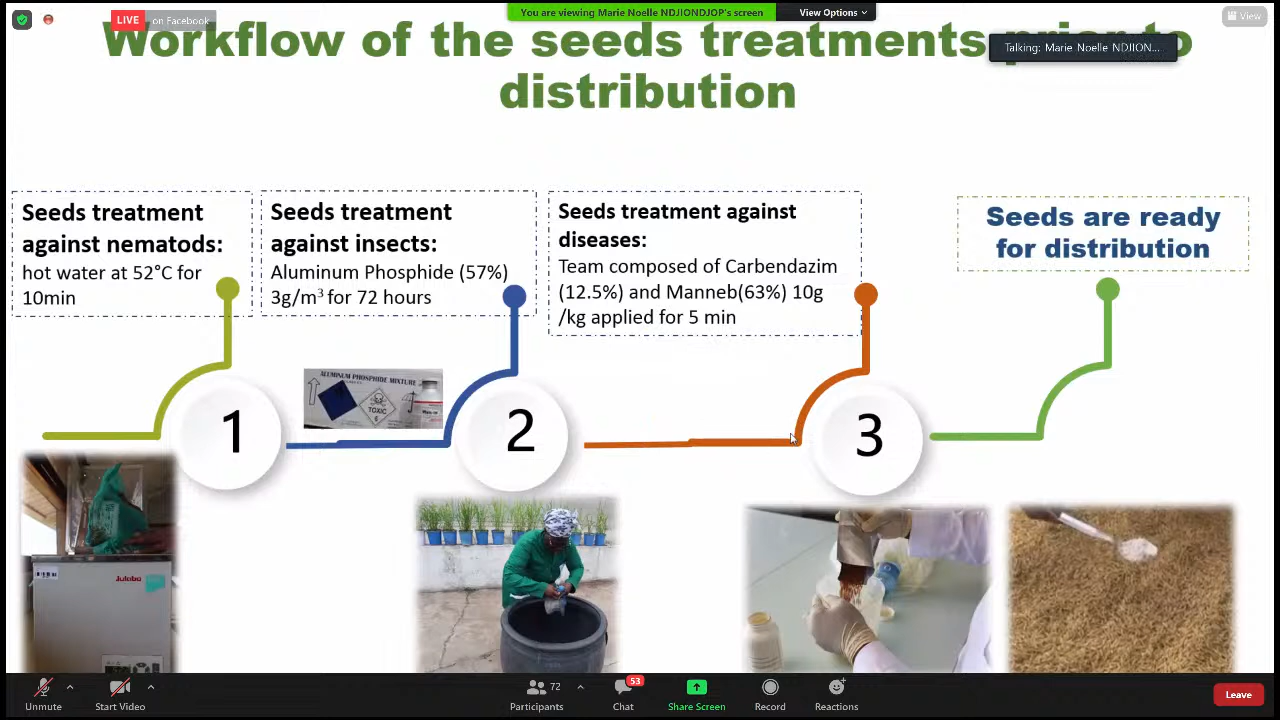 LIVE on Facebook
You are viewing Marie Noelle NDJIONDJOP's screen
View Options
View
Talking: Marie Noelle NDJION...
Workflow of the seeds treatments prior to
distribution
Seeds treatment
against nematods:
hot water at 52°C for
10min
Seeds treatment
against insects:
Aluminum Phosphide (57%)
3g/m³ for 72 hours
Seeds treatment against
diseases:
Team composed of Carbendazim
(12.5%) and Manneb(63%) 10g
/kg applied for 5 min
Seeds are ready
for distribution
ALUMINUM PHOSPHIDE MIXTURE
TOXIC
6
1
2
3
Julabo
Unmute
Start Video
72
Participants
53
Chat
Share Screen
Record
Reactions
Leave